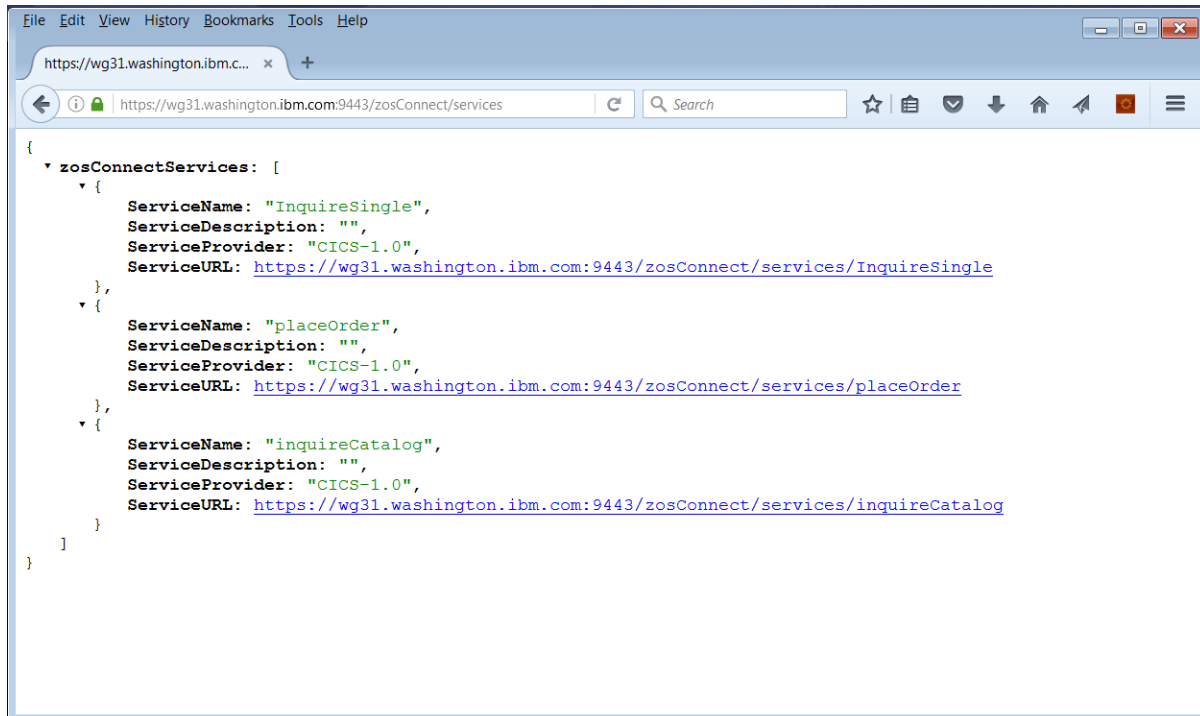 File Edit View History Bookmarks Tools Help
https://wg31.washington.ibm.c...
https://wg31.washington.ibm.com:9443/zosConnect/services
Search
{
zosConnectServices: [
{
ServiceName: "InquireSingle",
ServiceDescription: "",
ServiceProvider: "CICS-1.0",
ServiceURL: https://wg31.washington.ibm.com:9443/zosConnect/services/InquireSingle
},
{
ServiceName: "placeOrder",
ServiceDescription: "",
ServiceProvider: "CICS-1.0",
ServiceURL: https://wg31.washington.ibm.com:9443/zosConnect/services/placeOrder
},
{
ServiceName: "inquireCatalog",
ServiceDescription: "",
ServiceProvider: "CICS-1.0",
ServiceURL: https://wg31.washington.ibm.com:9443/zosConnect/services/inquireCatalog
}
]
}